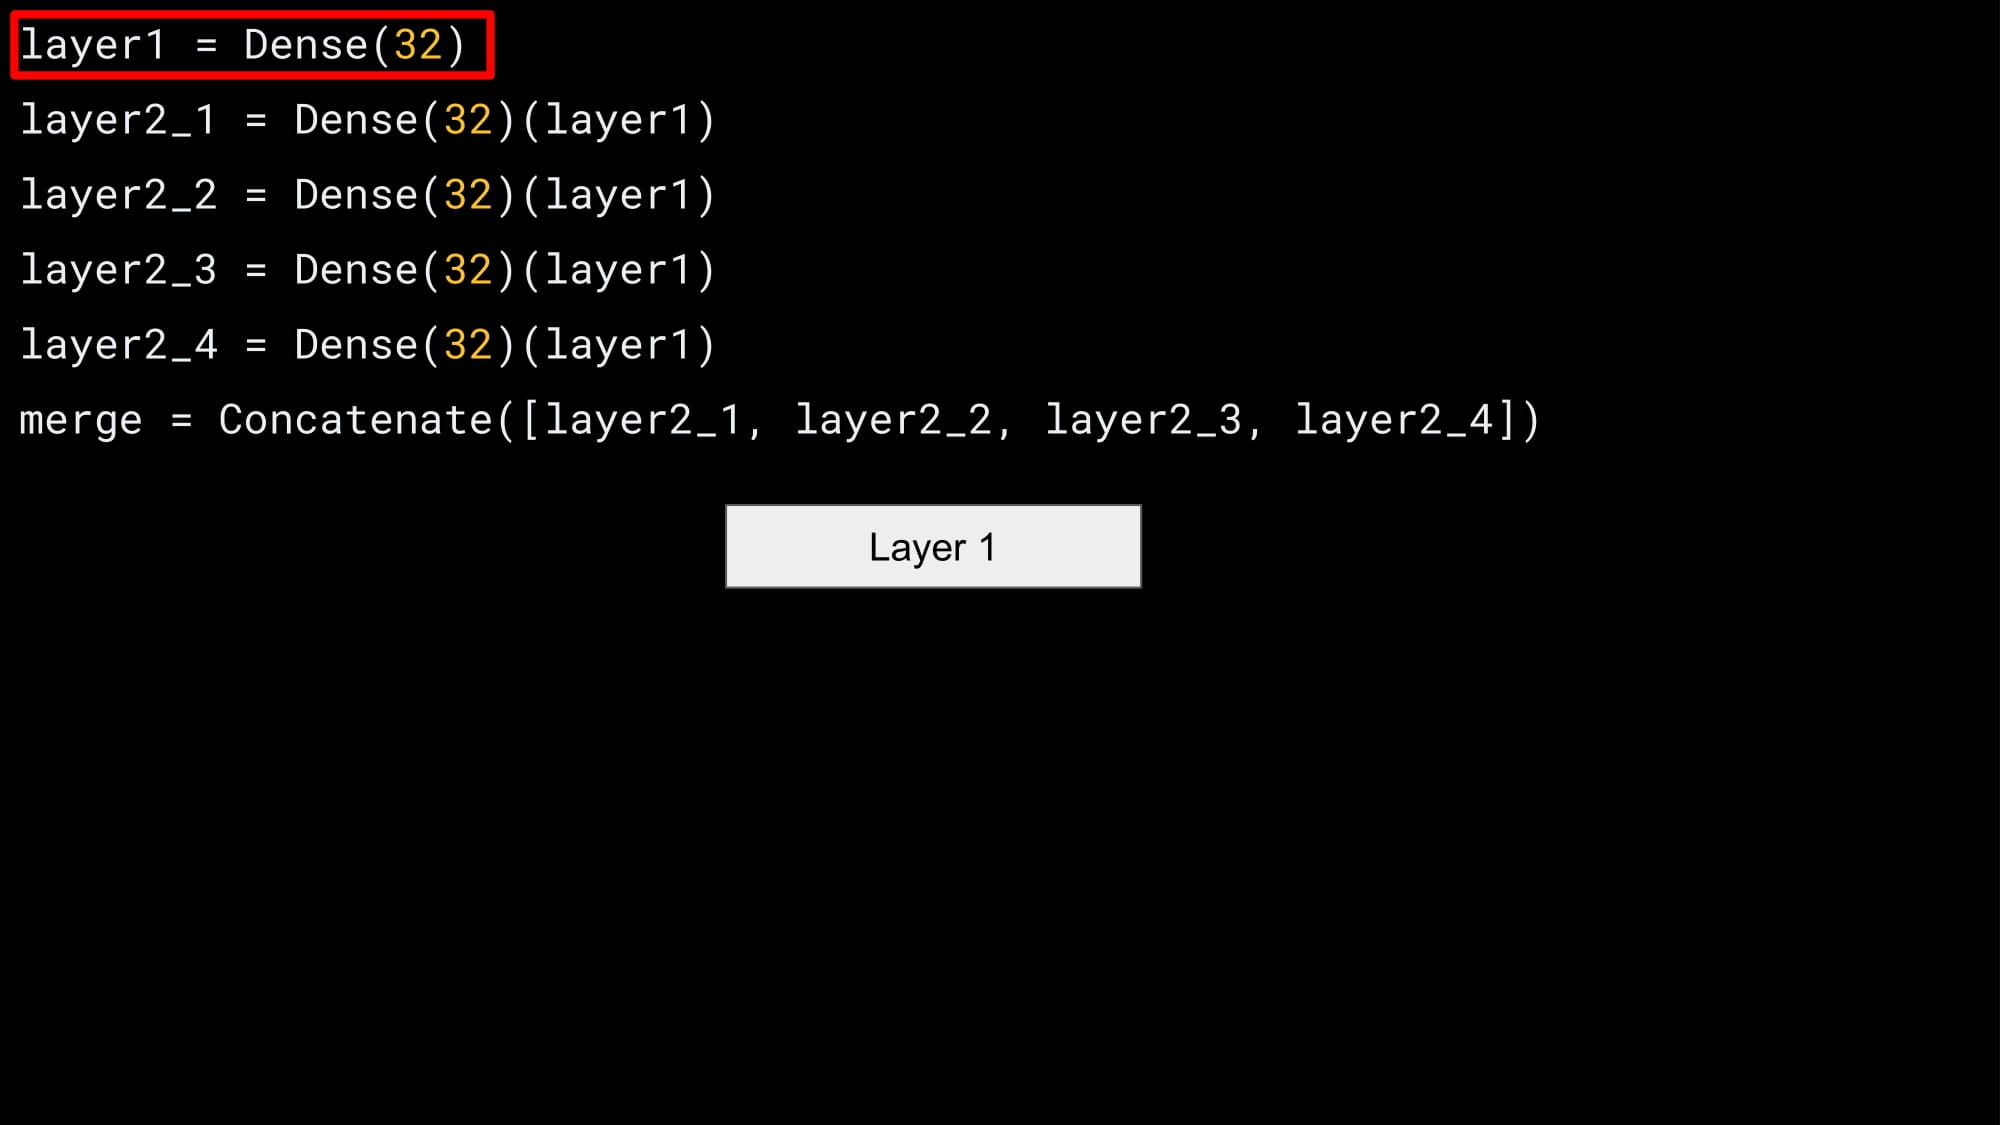 layer1 = Dense(32)
layer2_1 = Dense(32)(layer1)
layer2_2 = Dense(32)(layer1)
layer2_3 = Dense(32)(layer1)
layer2_4 = Dense(32)(layer1)
merge = Concatenate([layer2_1, layer2_2, layer2_3, layer2_4])
Layer 1